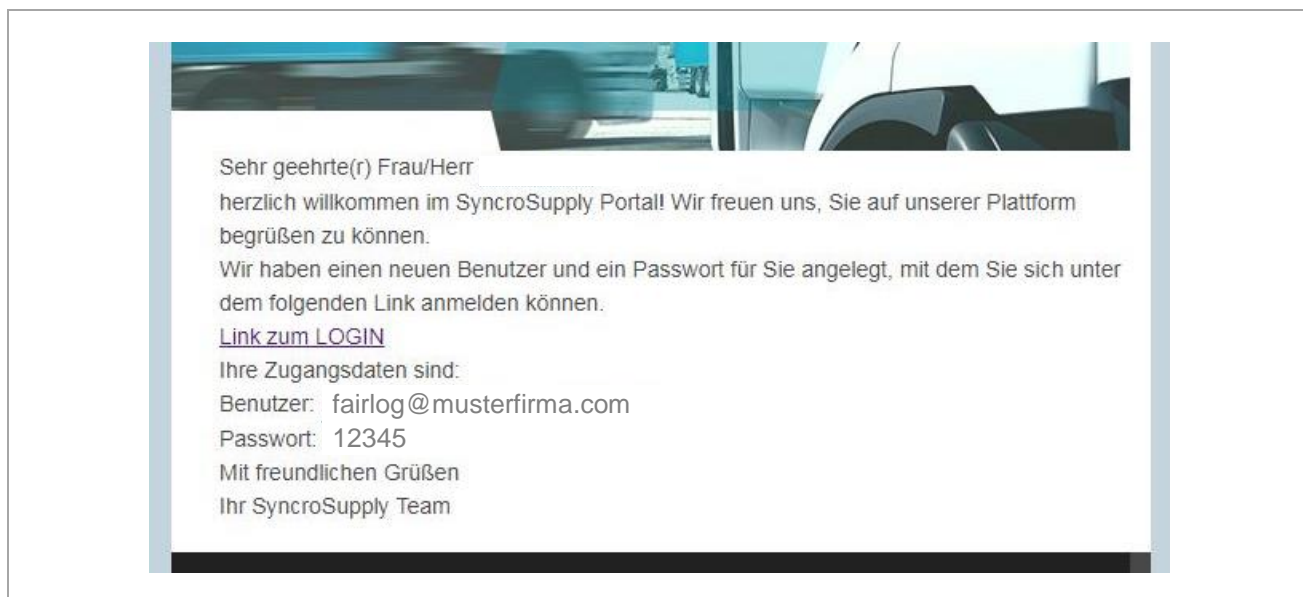 Sehr geehrte(r) Frau/Herr
herzlich willkommen im SyncroSupply Portal! Wir freuen uns, Sie auf unserer Plattform
begrüßen zu können.
Wir haben einen neuen Benutzer und ein Passwort für Sie angelegt, mit dem Sie sich unter
dem folgenden Link anmelden können.
Link zum LOGIN
Ihre Zugangsdaten sind:
Benutzer: fairlog@musterfirma.com
Passwort: 12345
Mit freundlichen Grüßen
Ihr SyncroSupply Team